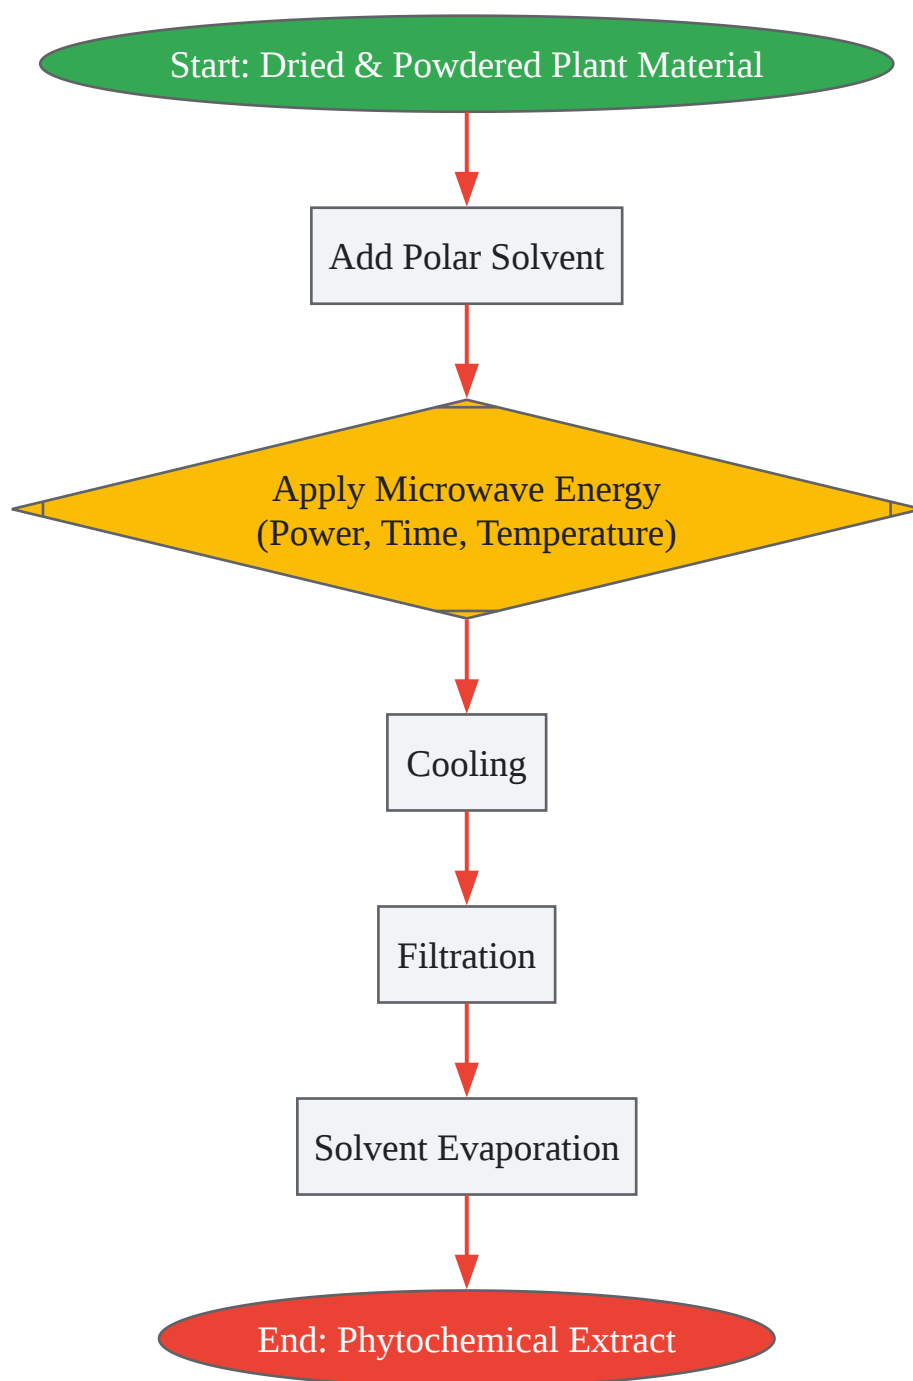 Start: Dried & Powdered Plant Material
Add Polar Solvent
Apply Microwave Energy
(Power, Time, Temperature)
Cooling
Filtration
Solvent Evaporation
End: Phytochemical Extract